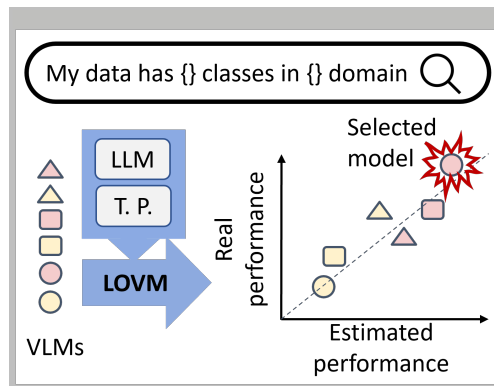 My data has {} classes in {} domain
LLM
T. P.
LOVM
VLMs
Selected
model
Real
performance
Estimated
performance